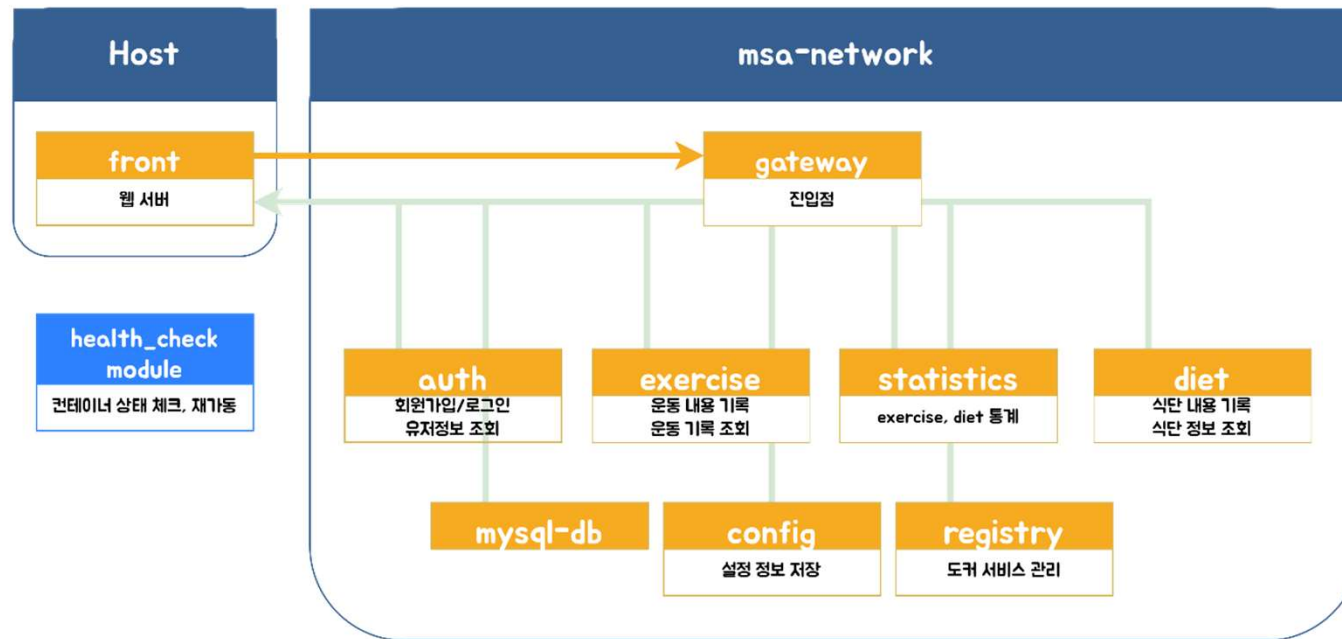 Host
msa-network
front
웹 서버
gateway
진입점
health_check
module
컨테이너 상태 체크, 재가동
auth
회원가입/로그인
유저정보 조회
exercise
운동 내용 기록
운동 기록 조회
statistics
exercise, diet 통계
diet
식단 내용 기록
식단 정보 조회
mysql-db
config
설정 정보 저장
registry
도커 서비스 관리